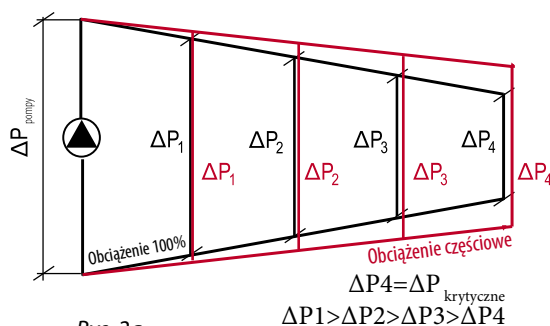 ΔP pompy
ΔP1 ΔP2 ΔP3 ΔP4
ΔP1 ΔP2 ΔP3 ΔP4
Obciążenie 100%
Obciążenie częściowe
ΔP4=ΔP krytyczne
ΔP1>ΔP2>ΔP3>ΔP4